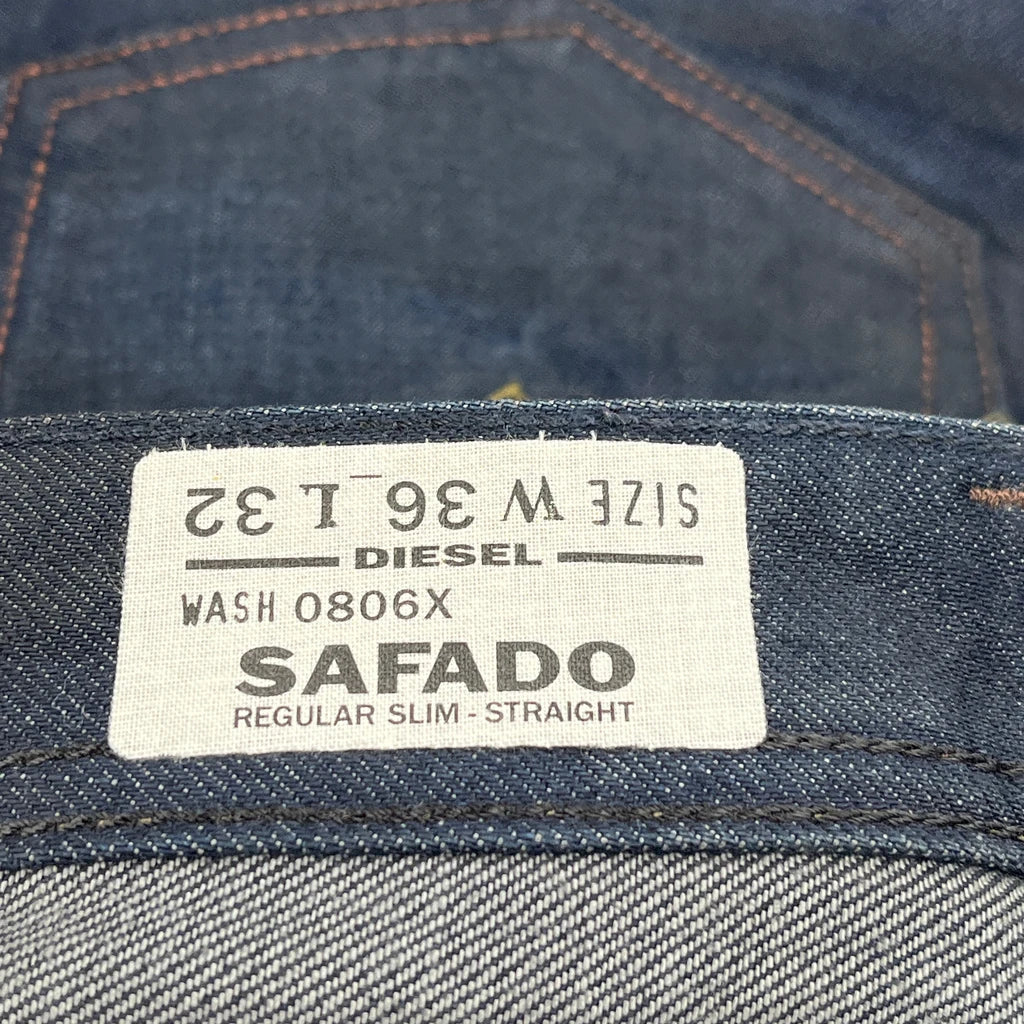 SIZE W 36 L 32
DIESEL
WASH 0806X
SAFADO
REGULAR SLIM - STRAIGHT